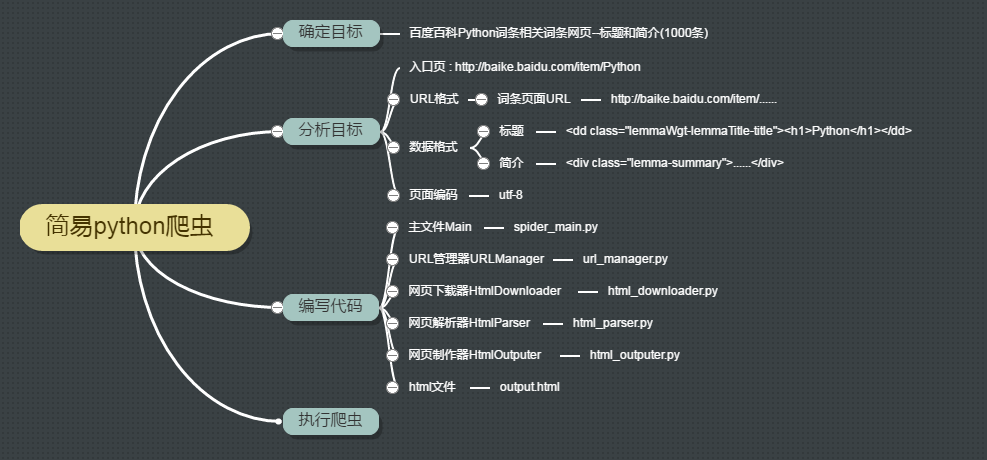 简易python爬虫
确定目标
百度百科Python词条相关词条网页--标题和简介(1000条)
分析目标
入口页 : http://baike.baidu.com/item/Python
URL格式
词条页面URL
http://baike.baidu.com/item/......
数据格式
标题
<dd class="lemmaWgt-lemmaTitle-title"><h1>Python</h1></dd>
简介
<div class="lemma-summary">......</div>
页面编码
utf-8
编写代码
主文件Main
spider_main.py
URL管理器URLManager
url_manager.py
网页下载器HtmlDownloader
html_downloader.py
网页解析器HtmlParser
html_parser.py
网页制作器HtmlOutputer
html_outputer.py
html文件
output.html
执行爬虫